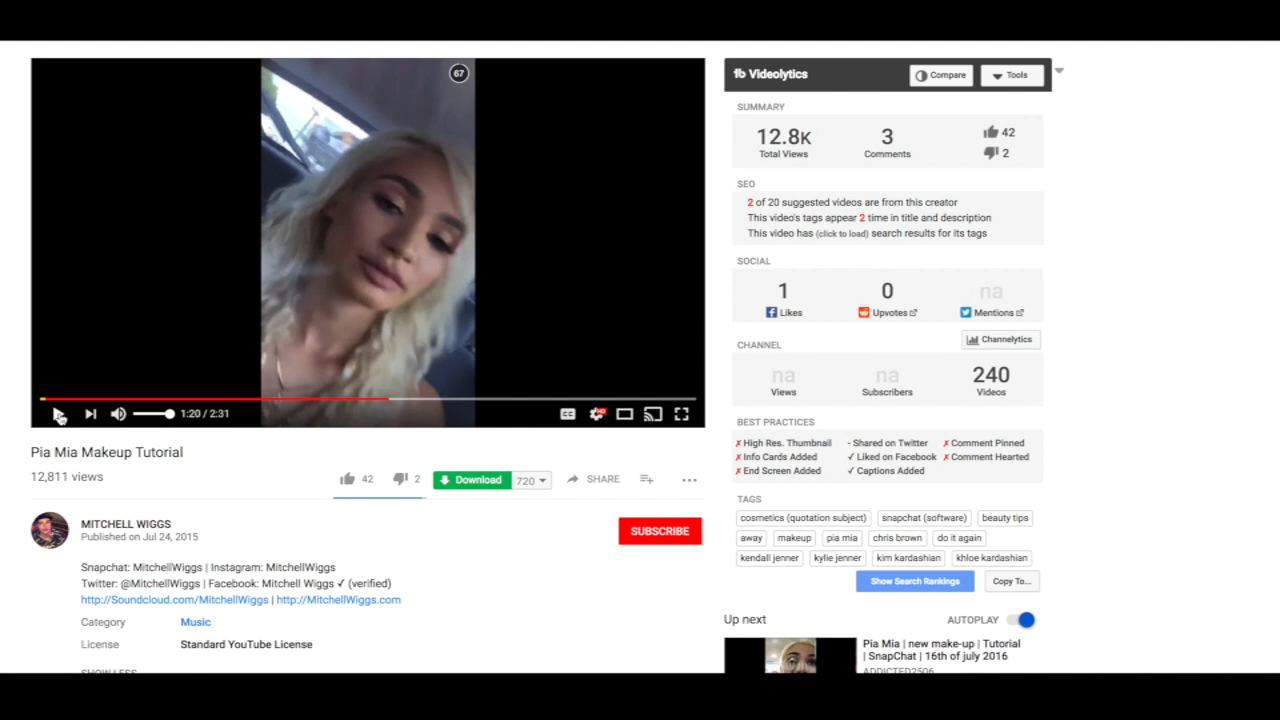 67
1:20 / 2:31
CC
HD
Pia Mia Makeup Tutorial
12,811 views
42
2
Download
720
SHARE
MITCHELL WIGGS
Published on Jul 24, 2015
SUBSCRIBE
Snapchat: MitchellWiggs | Instagram: MitchellWiggs
Twitter: @MitchellWiggs | Facebook: Mitchell Wiggs ✓ (verified)
http://Soundcloud.com/MitchellWiggs | http://MitchellWiggs.com
Category Music
License Standard YouTube License
SHOW LESS
tb Videolytics
Compare
Tools
SUMMARY
12.8K
Total Views
3
Comments
42
2
SEO
2 of 20 suggested videos are from this creator
This video's tags appear 2 time in title and description
This video has (click to load) search results for its tags
SOCIAL
1
Likes
0
Upvotes
na
Mentions
CHANNEL
Channelytics
na
Views
na
Subscribers
240
Videos
BEST PRACTICES
✗ High Res. Thumbnail - Shared on Twitter ✗ Comment Pinned
✗ Info Cards Added ✓ Liked on Facebook ✗ Comment Hearted
✗ End Screen Added ✓ Captions Added
TAGS
cosmetics (quotation subject) snapchat (software) beauty tips
away makeup pia mia chris brown do it again
kendall jenner kylie jenner kim kardashian khloe kardashian
Show Search Rankings
Copy To...
Up next
AUTOPLAY
Pia Mia | new make-up | Tutorial
| SnapChat | 16th of july 2016
ADDICTED2506